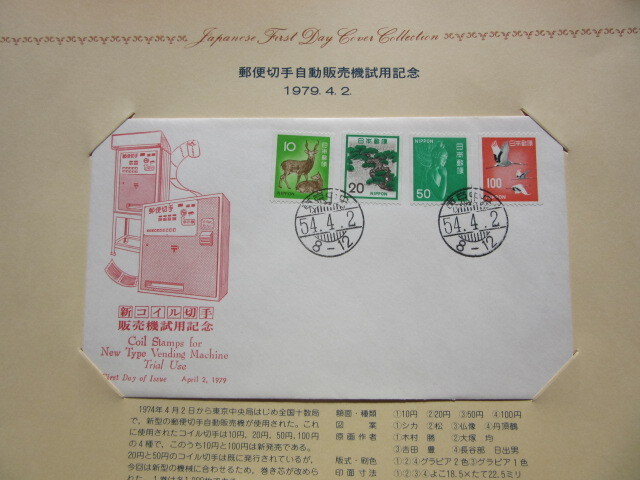 Japanese First Day Cover Collection
郵便切手自動販売機試用記念
1979. 4. 2.
10
日本郵便
NIPPON
日本郵便
20
NIPPON
NIPPON
日本郵便
50
日本郵便
100
NIPPON
54. 4. 2
8-12
54. 4. 2
8-12
郵便切手
新コイル切手
販売機試用記念
Coil Stamps for
New Type Vending Machine
Trial Use
First Day of Issue April 2, 1979
1974年4月2日から東京中央局はじめ全国十数局
で、新型の郵便切手自動販売機が使用された。これ
に使用されたコイル切手は10円、20円、50円、100円
の4種で、このうち10円と100円は新発売である。
20円と50円のコイル切手は既に発行されているが、
今回は新型の機械に合わせるため、巻き芯が改めら
額面・種類 ①10円 ②20円 ③50円 ④100円
図案 ①シカ ②松 ③仏像 ④丹頂鶴
原画作者 ①木村勝 ②大塚均
③吉田豊 ④長谷部日出男
版式・刷色 ①②④グラビア2色③グラビア1色
印面寸法 ①②③④よこ18.5×たて22.5ミリ